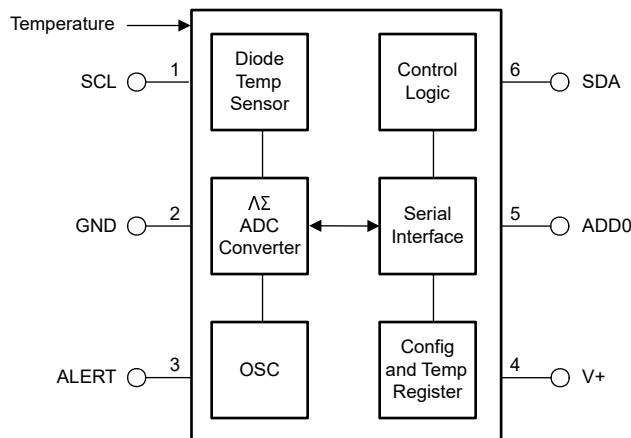 Temperature
SCL
1
Diode
Temp
Sensor
Control
Logic
6
SDA
GND
2
ΛΣ
ADC
Converter
Serial
Interface
5
ADD0
ALERT
3
OSC
Config
and Temp
Register
4
V+